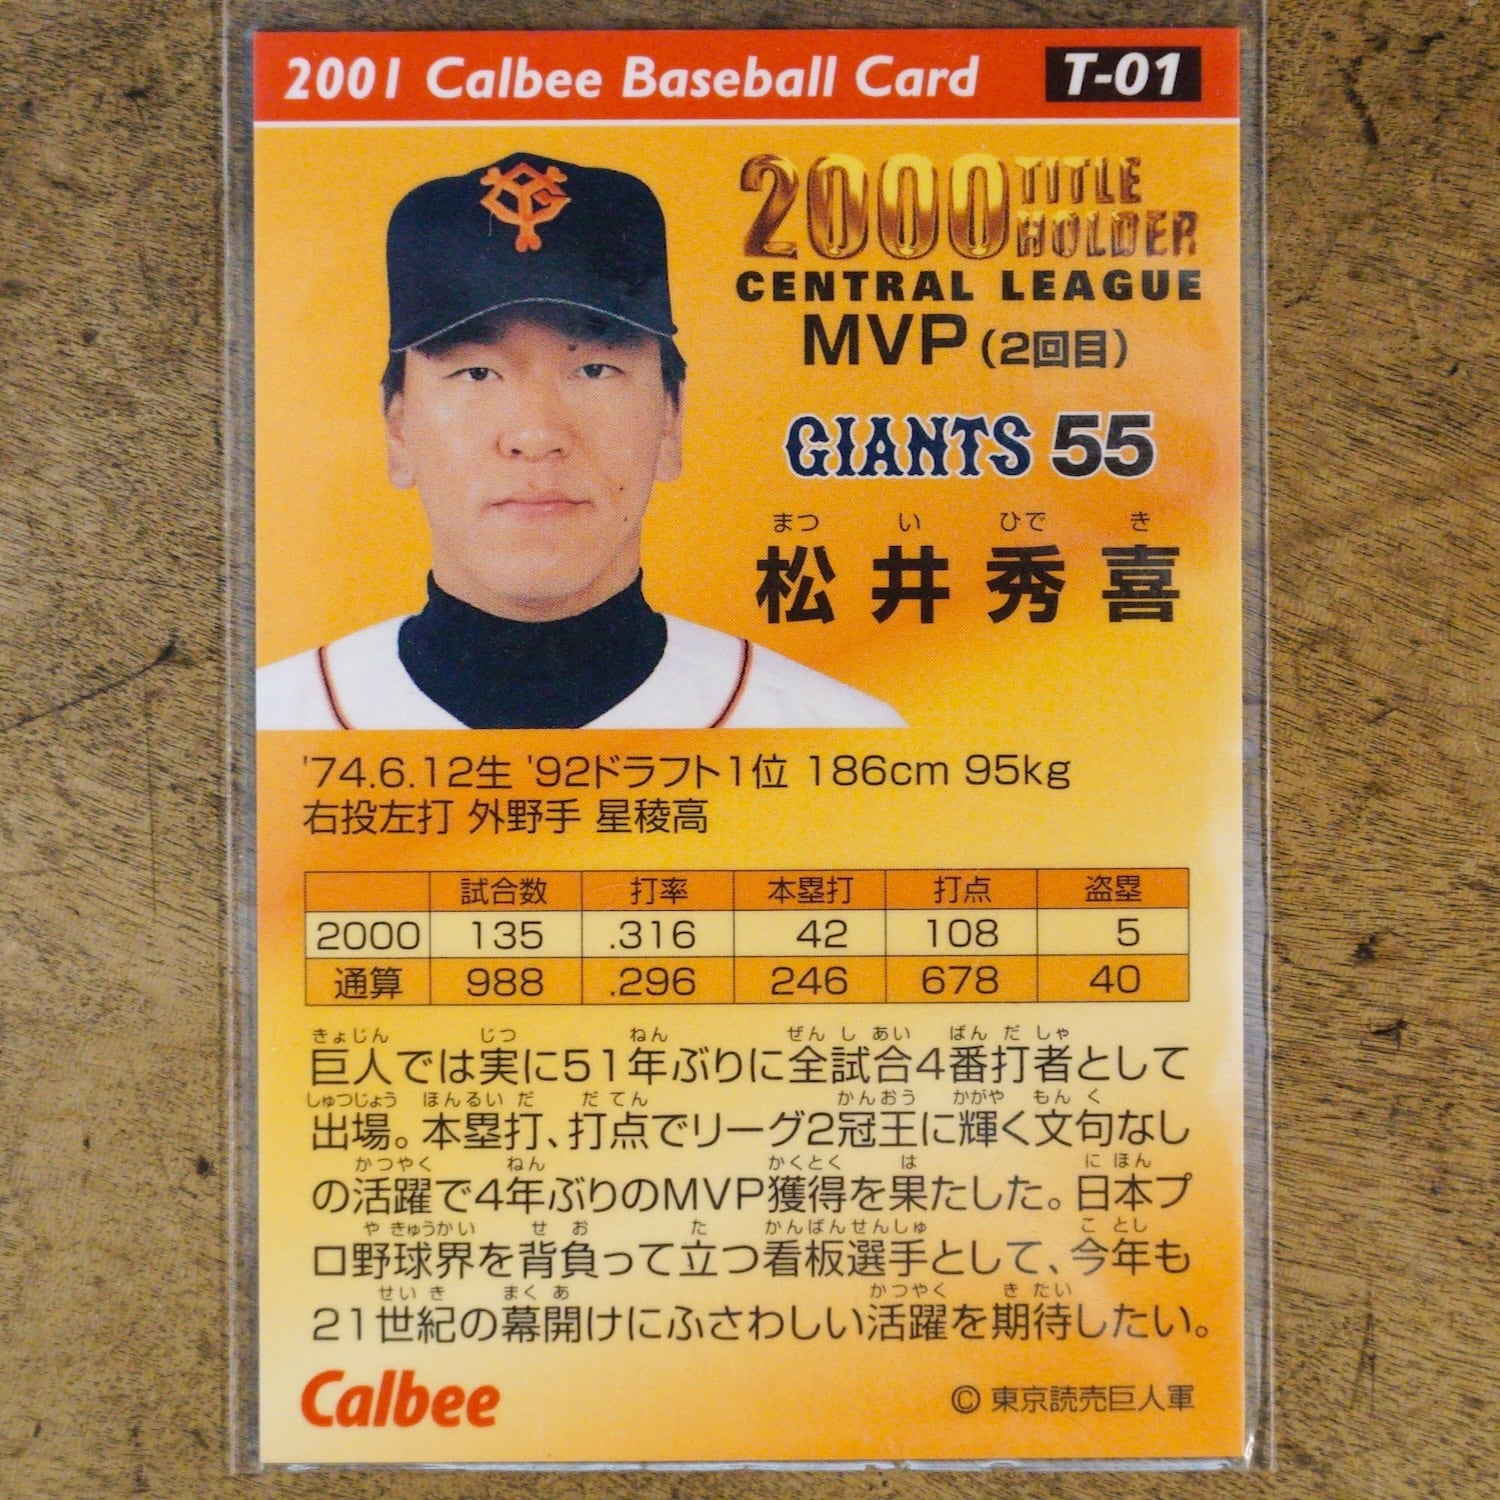 2001 Calbee Baseball Card T-01
2000 TITLE HOLDER
CENTRAL LEAGUE
MVP(2回目)
GIANTS 55
まつ い ひで き
松井秀喜
'74.6.12生 '92ドラフト1位 186cm 95kg
右投左打 外野手 星稜高
試合数 打率 本塁打 打点 盗塁
2000 135 .316 42 108 5
通算 988 .296 246 678 40
きょじん じつ ねん ぜん し あい ばん だ しゃ
巨人では実に51年ぶりに全試合4番打者として
しゅつじょう ほんるい だ だ てん かんおう かがや もん く
出場。本塁打、打点でリーグ2冠王に輝く文句なし
かつやく ねん かくとく は に ほん
の活躍で4年ぶりのMVP獲得を果たした。日本プ
や きゅうかい せ お た かんばんせんしゅ こ とし
ロ野球界を背負って立つ看板選手として、今年も
せい き まく あ かつやく き たい
21世紀の幕開けにふさわしい活躍を期待したい。
Calbee
© 東京読売巨人軍